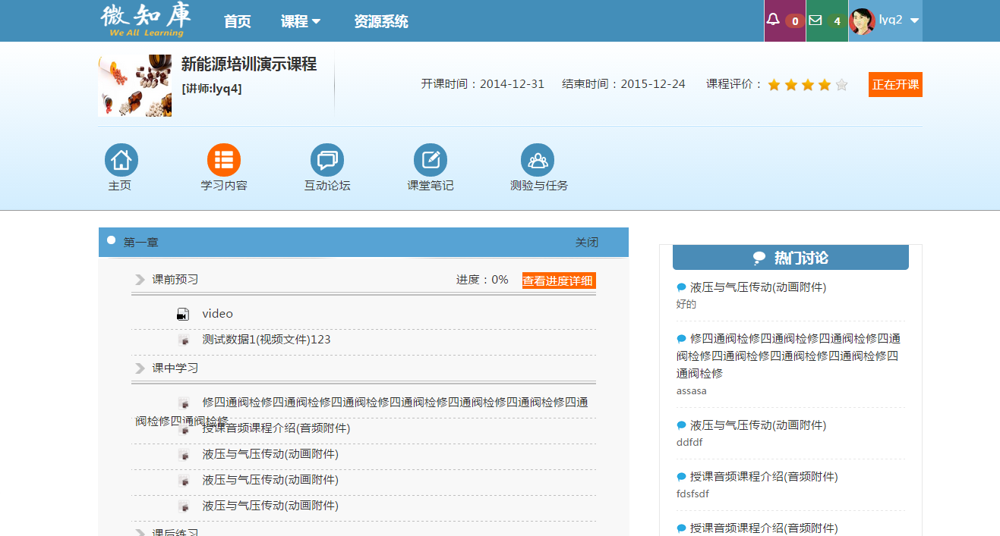 微知庫
We All Learning
首页 课程 资源系统
0 4 lyq2
新能源培训演示课程
[讲师:lyq4]
开课时间：2014-12-31 结束时间：2015-12-24 课程评价： 正在开课
主页 学习内容 互动论坛 课堂笔记 测验与任务
第一章 关闭
课前预习 进度：0% 查看进度详细
video
测试数据1(视频文件)123
课中学习
修四通阀检修四通阀检修四通阀检修四通阀检修四通阀检修四通阀检修四通
阀检修四通阀检修
授课音频课程介绍(音频附件)
液压与气压传动(动画附件)
液压与气压传动(动画附件)
液压与气压传动(动画附件)
课后练习
热门讨论
液压与气压传动(动画附件)
好的
修四通阀检修四通阀检修四通阀检修四通
阀检修四通阀检修四通阀检修四通阀检修四
通阀检修
assasa
液压与气压传动(动画附件)
ddfdf
授课音频课程介绍(音频附件)
fdsfsdf
授课音频课程介绍(音频附件)